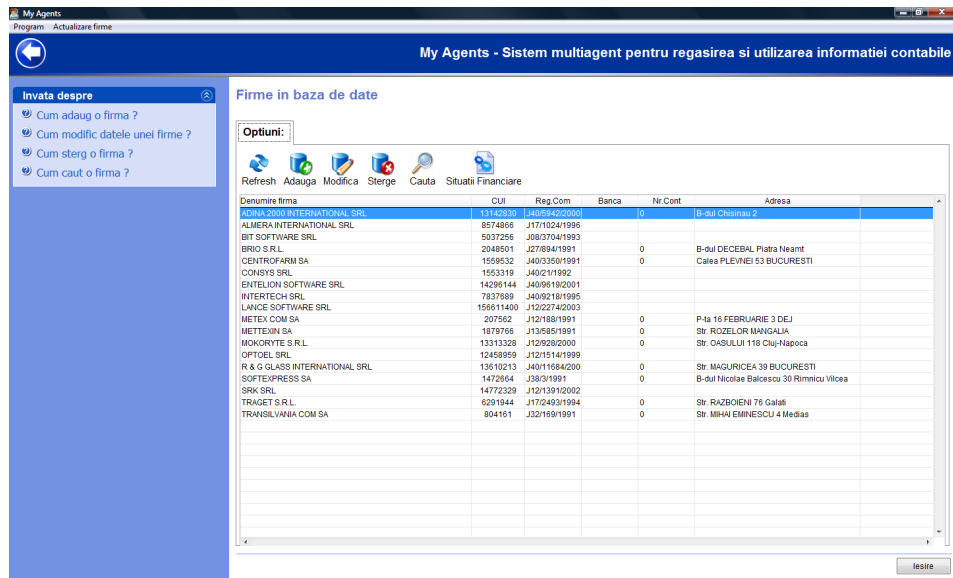 My Agents
Program Actualizare firme
My Agents - Sistem multiagent pentru regasirea si utilizarea informatiei contabile
Invata despre
Cum adaug o firma ?
Cum modific datele unei firme ?
Cum sterg o firma ?
Cum caut o firma ?
Firme in baza de date
Optiuni:
Refresh Adauga Modifica Sterge Cauta Situatii Financiare
Denumire firma CUI Reg.Com Banca Nr.Cont Adresa
ADINA 2000 INTERNATIONAL SRL 13142830 J40/5942/2000 0 B-dul Chisinau 2
ALMERA INTERNATIONAL SRL 8574866 J17/1024/1996
BIT SOFTWARE SRL 5037256 J08/3704/1993
BRIO S.R.L. 2048501 J27/894/1991 0 B-dul DECEBAL Piatra Neamt
CENTROFARM SA 1559532 J40/3350/1991 0 Calea PLEVNEI 53 BUCURESTI
CONSYS SRL 1553319 J40/21/1992
ENTELION SOFTWARE SRL 14296144 J40/9619/2001
INTERTECH SRL 7837689 J40/9218/1995
LANCE SOFTWARE SRL 156611400 J12/2274/2003
METEX COM SA 207562 J12/188/1991 0 P-ta 16 FEBRUARIE 3 DEJ
METTEXIN SA 1879766 J13/585/1991 0 Str. ROZELOR MANGALIA
MOKORYTE S.R.L. 13313328 J12/928/2000 0 Str. OASULUI 118 Cluj-Napoca
OPTOEL SRL 12458959 J12/1514/1999
R & G GLASS INTERNATIONAL SRL 13610213 J40/11684/200 0 Str. MAGURICEA 39 BUCURESTI
SOFTEXPRESS SA 1472664 J38/3/1991 0 B-dul Nicolae Balcescu 30 Rimnicu Vilcea
SRK SRL 14772329 J12/1391/2002
TRAGET S.R.L. 6291944 J17/2493/1994 0 Str. RAZBOIENI 76 Galati
TRANSILVANIA COM SA 804161 J32/169/1991 0 Str. MIHAI EMINESCU 4 Medias
Iesire